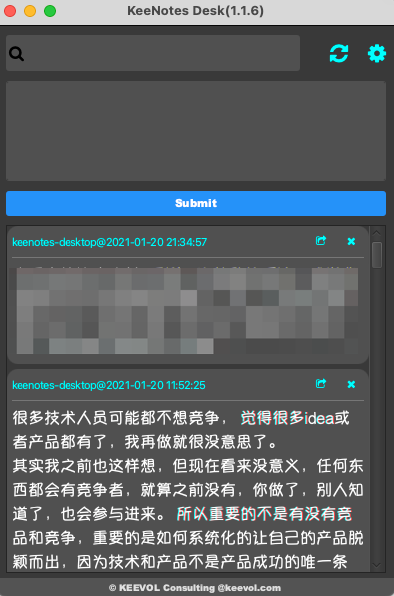 KeeNotes Desk(1.1.6)
Submit
keenotes-desktop@2021-01-20 21:34:57
keenotes-desktop@2021-01-20 11:52:25
很多技术人员可能都不想竞争， 觉得很多idea或
者产品都有了，我再做就很没意思了。
其实我之前也这样想，但现在看来没意义，任何东
西都会有竞争者，就算之前没有，你做了，别人知
道了，也会参与进来。 所以重要的不是有没有竞
品和竞争，重要的是如何系统化的让自己的产品脱
颖而出，因为技术和产品不是产品成功的唯一条
© KEEVOL Consulting @keevol.com